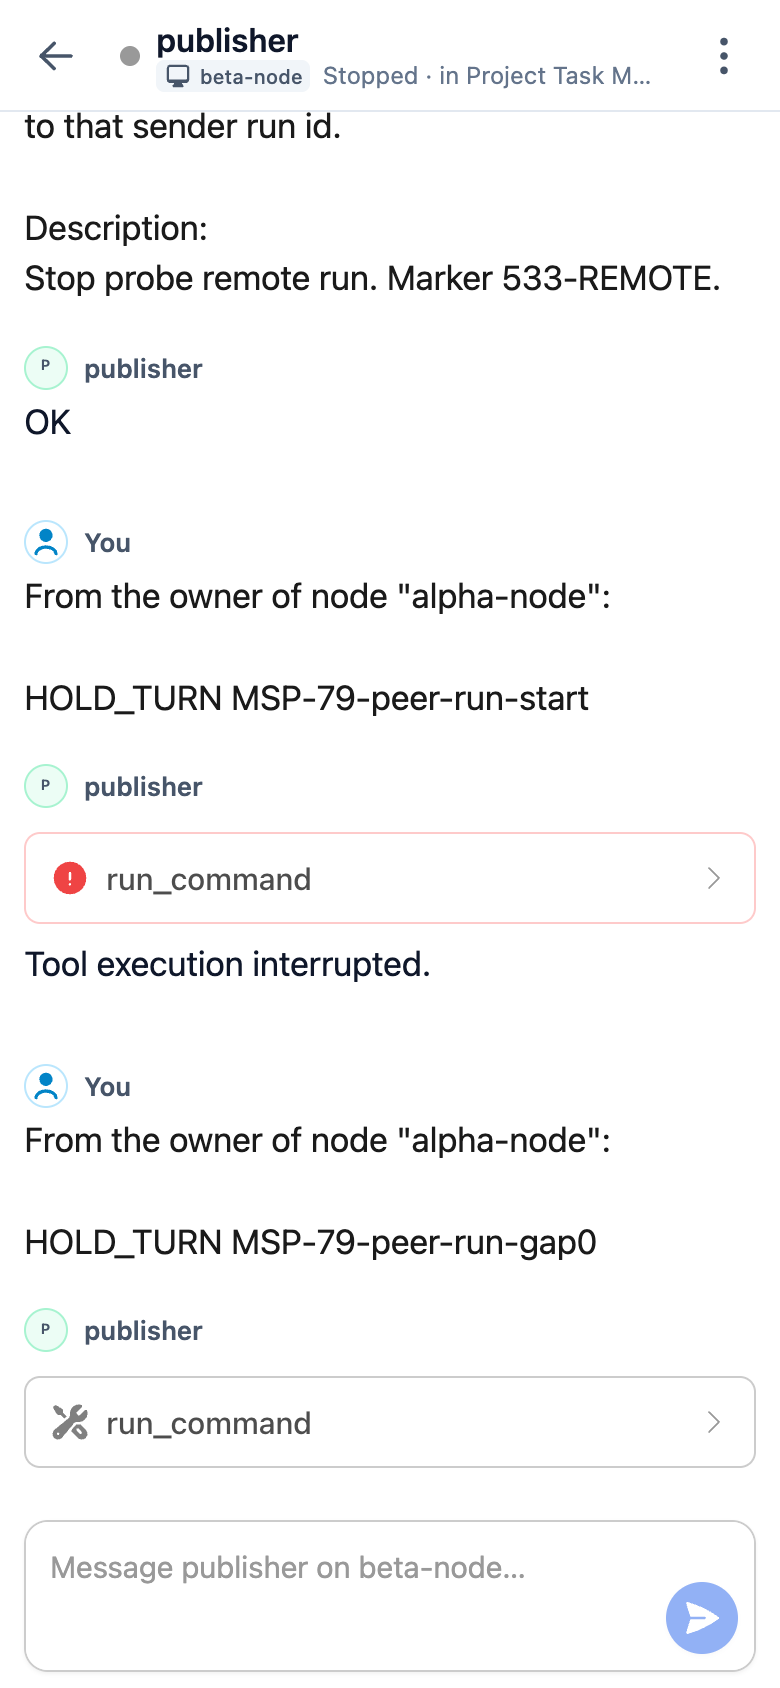 publisher
beta-node Stopped · in Project Task M...
to that sender run id.
Description:
Stop probe remote run. Marker 533-REMOTE.
P publisher
OK
You
From the owner of node "alpha-node":
HOLD_TURN MSP-79-peer-run-start
P publisher
run_command
Tool execution interrupted.
You
From the owner of node "alpha-node":
HOLD_TURN MSP-79-peer-run-gap0
P publisher
run_command
Message publisher on beta-node...